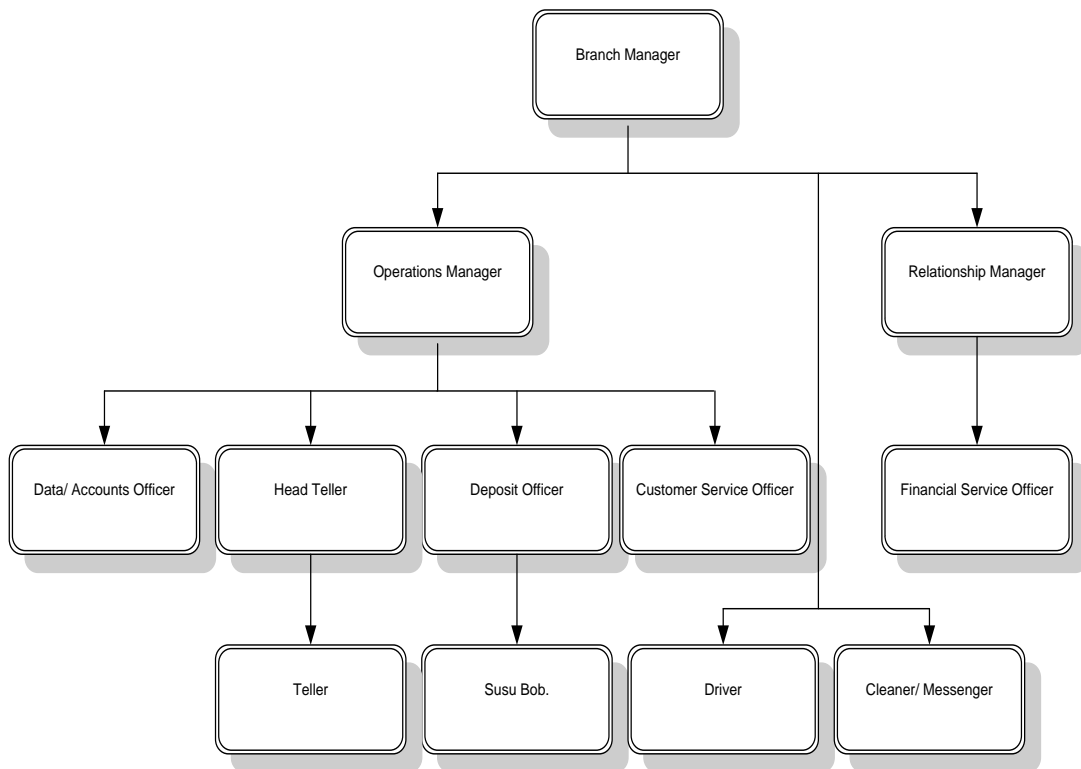 Branch Manager
Operations Manager
Relationship Manager
Data/ Accounts Officer
Head Teller
Deposit Officer
Customer Service Officer
Financial Service Officer
Teller
Susu Bob.
Driver
Cleaner/ Messenger